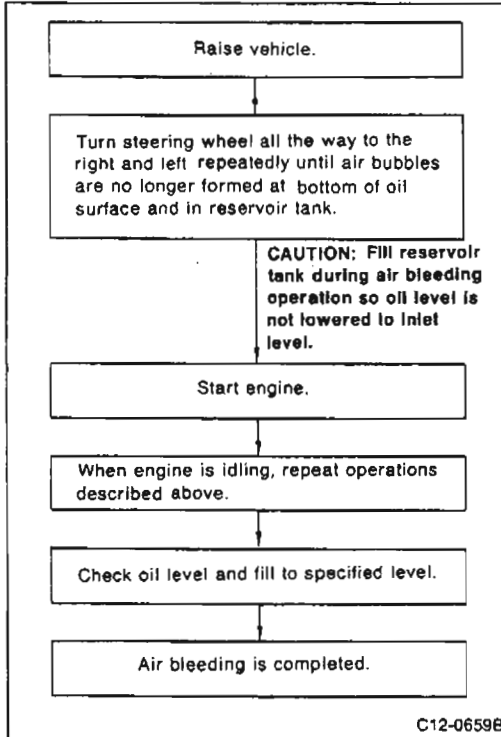 Raise vehicle.
Turn steering wheel all the way to the
right and left repeatedly until air bubbles
are no longer formed at bottom of oil
surface and in reservoir tank.
CAUTION: Fill reservoir
tank during air bleeding
operation so oil level is
not lowered to inlet
level.
Start engine.
When engine is idling, repeat operations
described above.
Check oil level and fill to specified level.
Air bleeding is completed.
C12-0659B